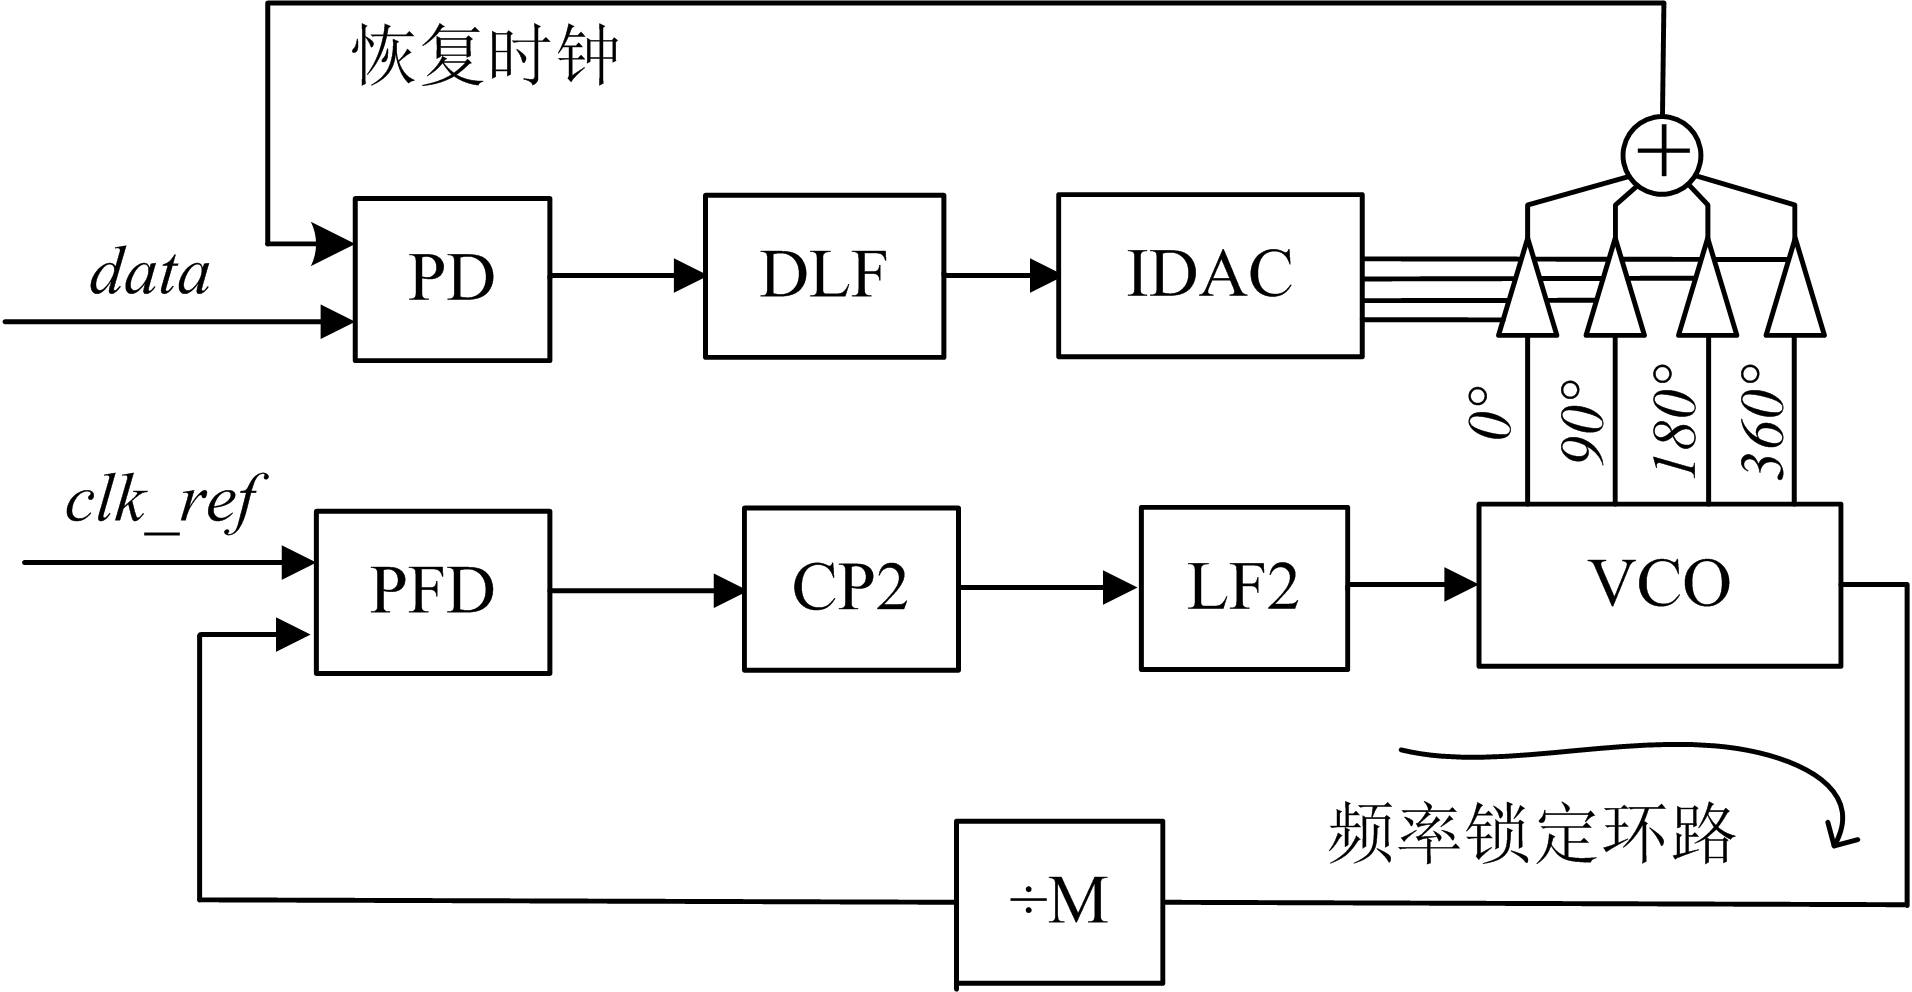 恢复时钟
data
PD
DLF
IDAC
0°
90°
180°
360°
clk_ref
PFD
CP2
LF2
VCO
频率锁定环路
÷M